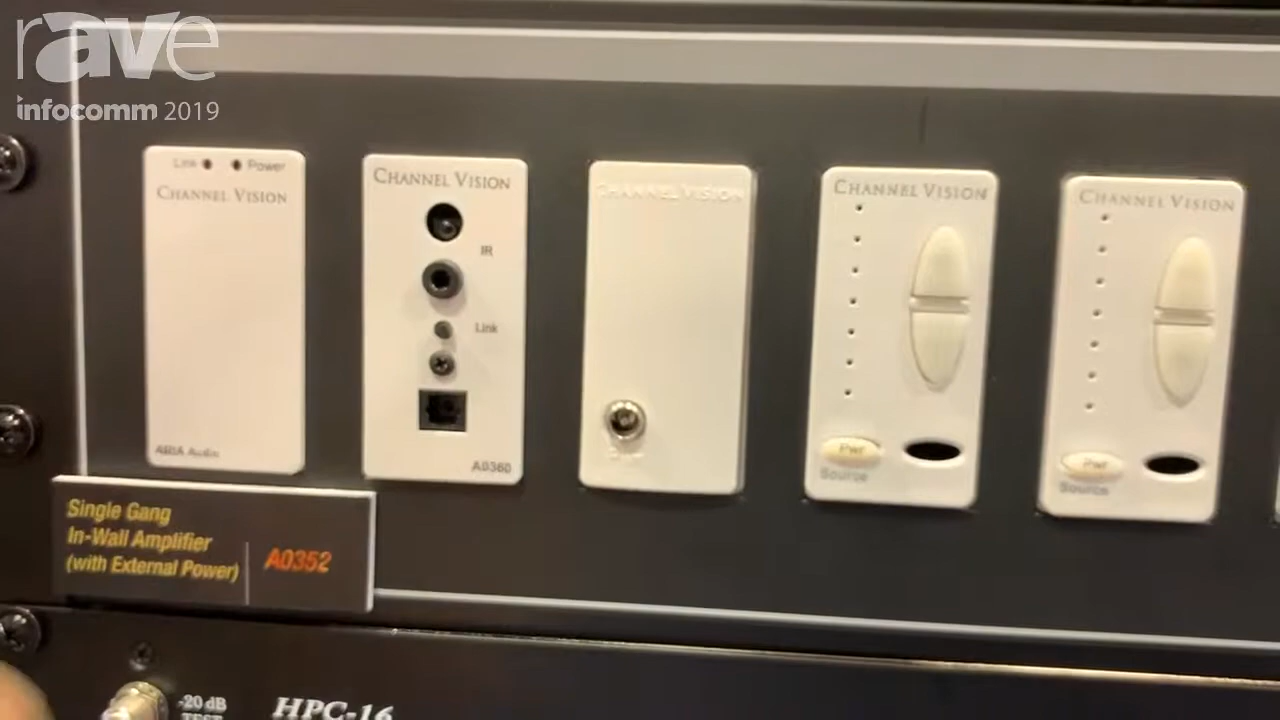 rave
infocomm 2019
Link Power
CHANNEL VISION
ARIA Audio
CHANNEL VISION
IR
Link
A0360
CHANNEL VISION
CHANNEL VISION
Pwr
Source
CHANNEL VISION
Pwr
Source
Single Gang
In-Wall Amplifier
(with External Power)
A0352
-20 dB
TEST
HPC-16